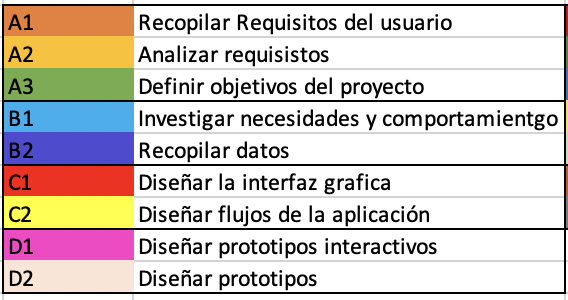 A1 Recopilar Requisitos del usuario
A2 Analizar requisistos
A3 Definir objetivos del proyecto
B1 Investigar necesidades y comportamientgo
B2 Recopilar datos
C1 Diseñar la interfaz grafica
C2 Diseñar flujos de la aplicación
D1 Diseñar prototipos interactivos
D2 Diseñar prototipos